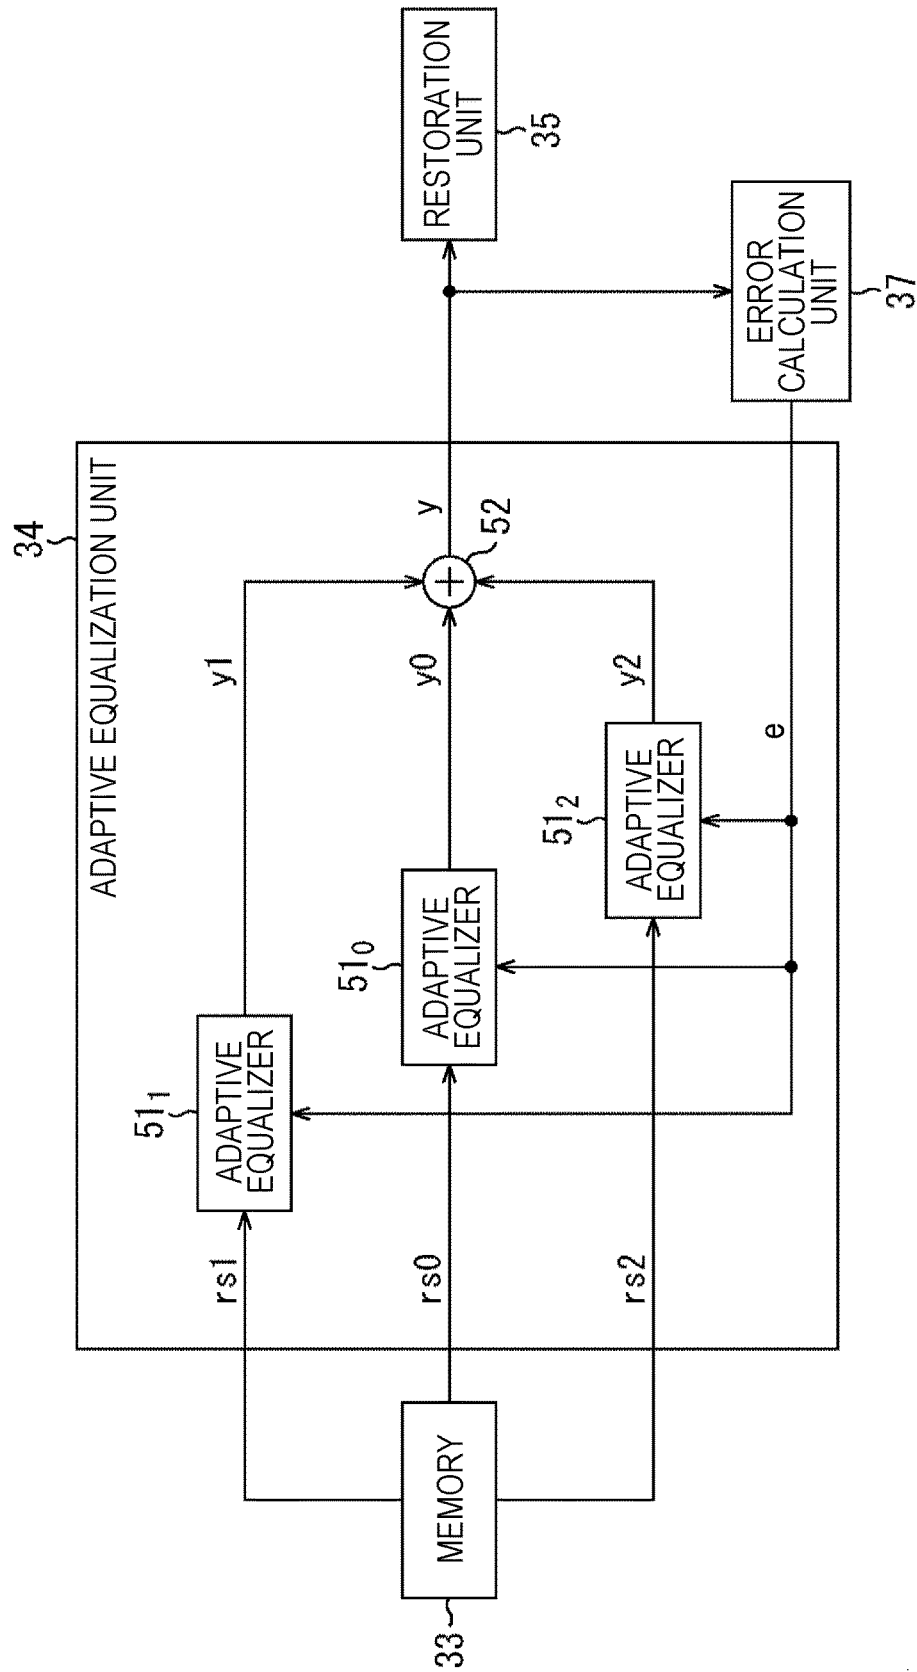 34
ADAPTIVE EQUALIZATION UNIT
33
MEMORY
rs1
rs0
rs2
51₁
ADAPTIVE
EQUALIZER
51₀
ADAPTIVE
EQUALIZER
51₂
ADAPTIVE
EQUALIZER
y1
y0
y2
e
52
y
RESTORATION
UNIT
35
ERROR
CALCULATION
UNIT
37